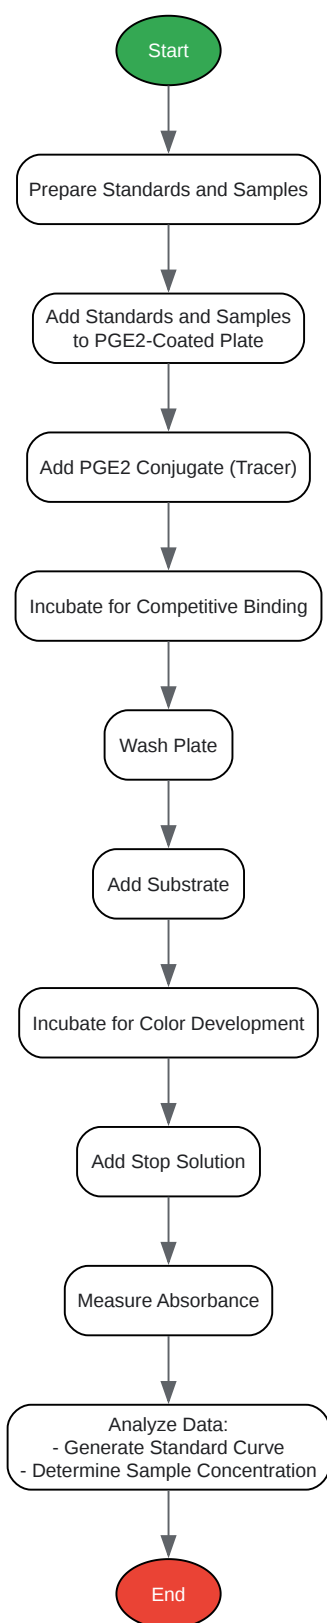 Start
Prepare Standards and Samples
Add Standards and Samples
to PGE2-Coated Plate
Add PGE2 Conjugate (Tracer)
Incubate for Competitive Binding
Wash Plate
Add Substrate
Incubate for Color Development
Add Stop Solution
Measure Absorbance
Analyze Data:
- Generate Standard Curve
- Determine Sample Concentration
End